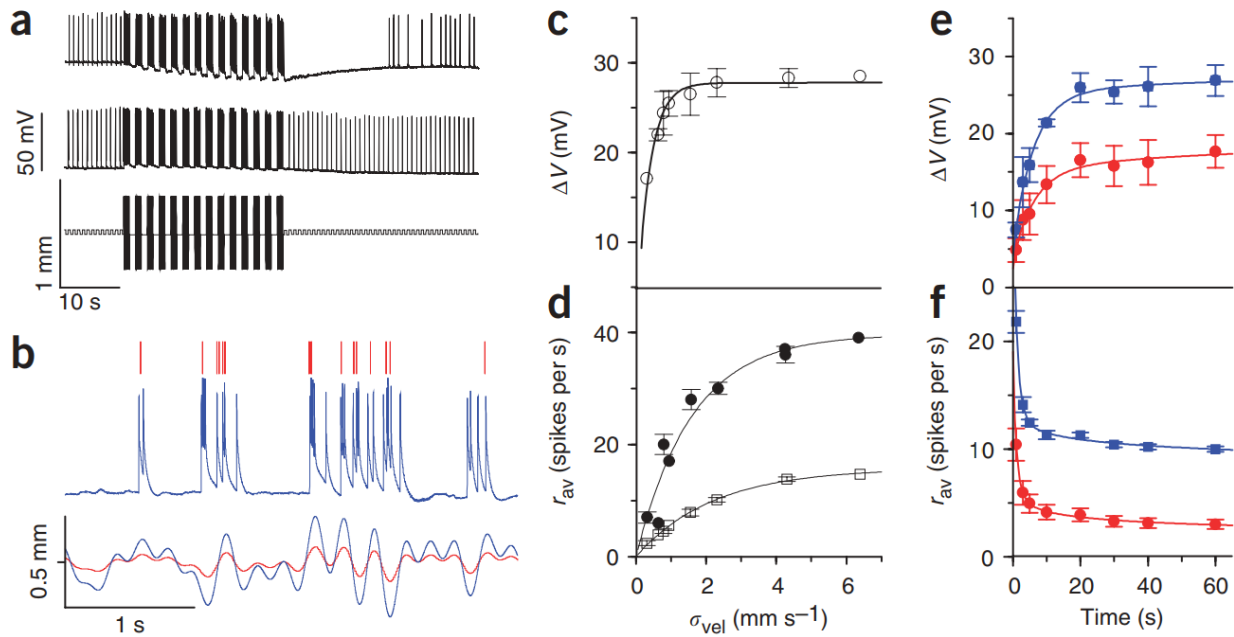 a
50 mV
1 mm
10 s
b
0.5 mm
1 s
c
ΔV (mV)
30
20
10
d
r_av (spikes per s)
40
20
0
0 2 4 6
σ_vel (mm s⁻¹)
e
ΔV (mV)
30
20
10
0
f
r_av (spikes per s)
20
10
0
0 20 40 60
Time (s)